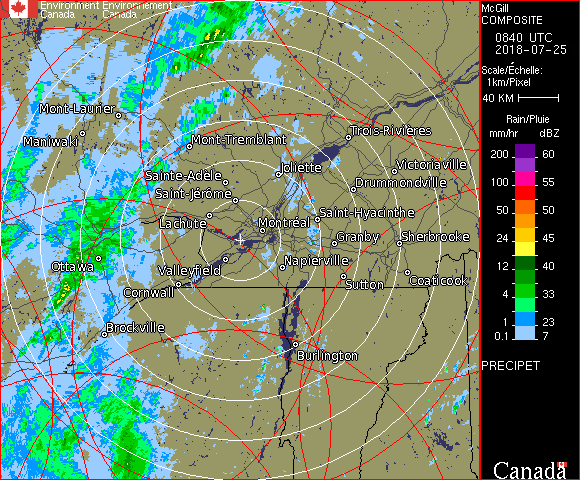 Environment Environnement
Canada Canada
McGill
COMPOSITE
0840 UTC
2018-07-25
Scale/Échelle:
1km/Pixel
40 KM
Rain/Pluie
mm/hr dBZ
200 60
100 55
50 50
24 45
12 40
4 33
1 23
0.1 7
PRECIPET
Canada
Mont-Laurier
Maniwaki
Mont-Tremblant
Trois-Rivières
Sainte-Adèle
Joliette
Victoriaville
Saint-Jérôme
Drummondville
Lachute
Saint-Hyacinthe
Montréal
Granby
Sherbrooke
Ottawa
Valleyfield
Napierville
Cornwall
Sutton
Coaticook
Brockville
Burlington